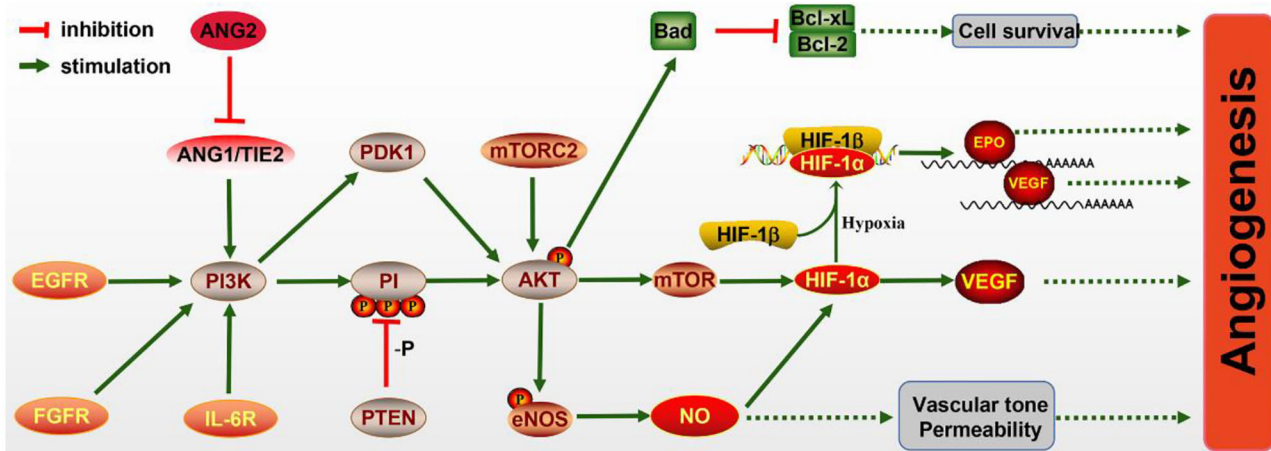 inhibition
stimulation
ANG2
ANG1/TIE2
PDK1
mTORC2
Bad
Bcl-xL
Bcl-2
Cell survival
HIF-1β
HIF-1α
EPO
AAAAAA
VEGF
AAAAAA
HIF-1β
Hypoxia
EGFR
PI3K
PI
P P P
AKT
P
mTOR
HIF-1α
VEGF
-P
FGFR
IL-6R
PTEN
P
eNOS
NO
Vascular tone
Permeability
Angiogenesis